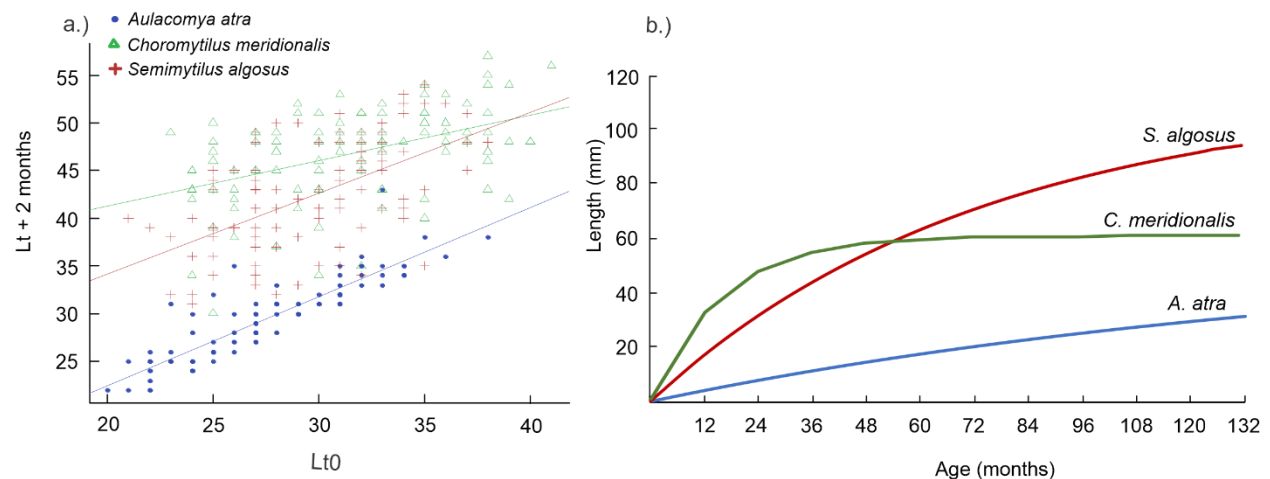 a.)
Aulacomya atra
Choromytilus meridionalis
Semimytilus algosus
Lt + 2 months
55
50
45
40
35
30
25
20 25 30 35 40
Lt0
b.)
Length (mm)
120
100
80
60
40
20
S. algosus
C. meridionalis
A. atra
12 24 36 48 60 72 84 96 108 120 132
Age (months)